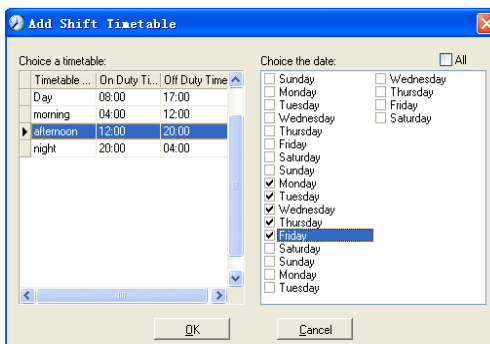 Add Shift Timetable
Choice a timetable:
Timetable ... On Duty Ti... Off Duty Time
Day 08:00 17:00
morning 04:00 12:00
afternoon 12:00 20:00
night 20:00 04:00
Choice the date:
All
Sunday
Monday
Tuesday
Wednesday
Thursday
Friday
Saturday
Sunday
Monday
Tuesday
Wednesday
Thursday
Friday
Saturday
Sunday
Monday
Tuesday
Wednesday
Thursday
Friday
Saturday
OK
Cancel